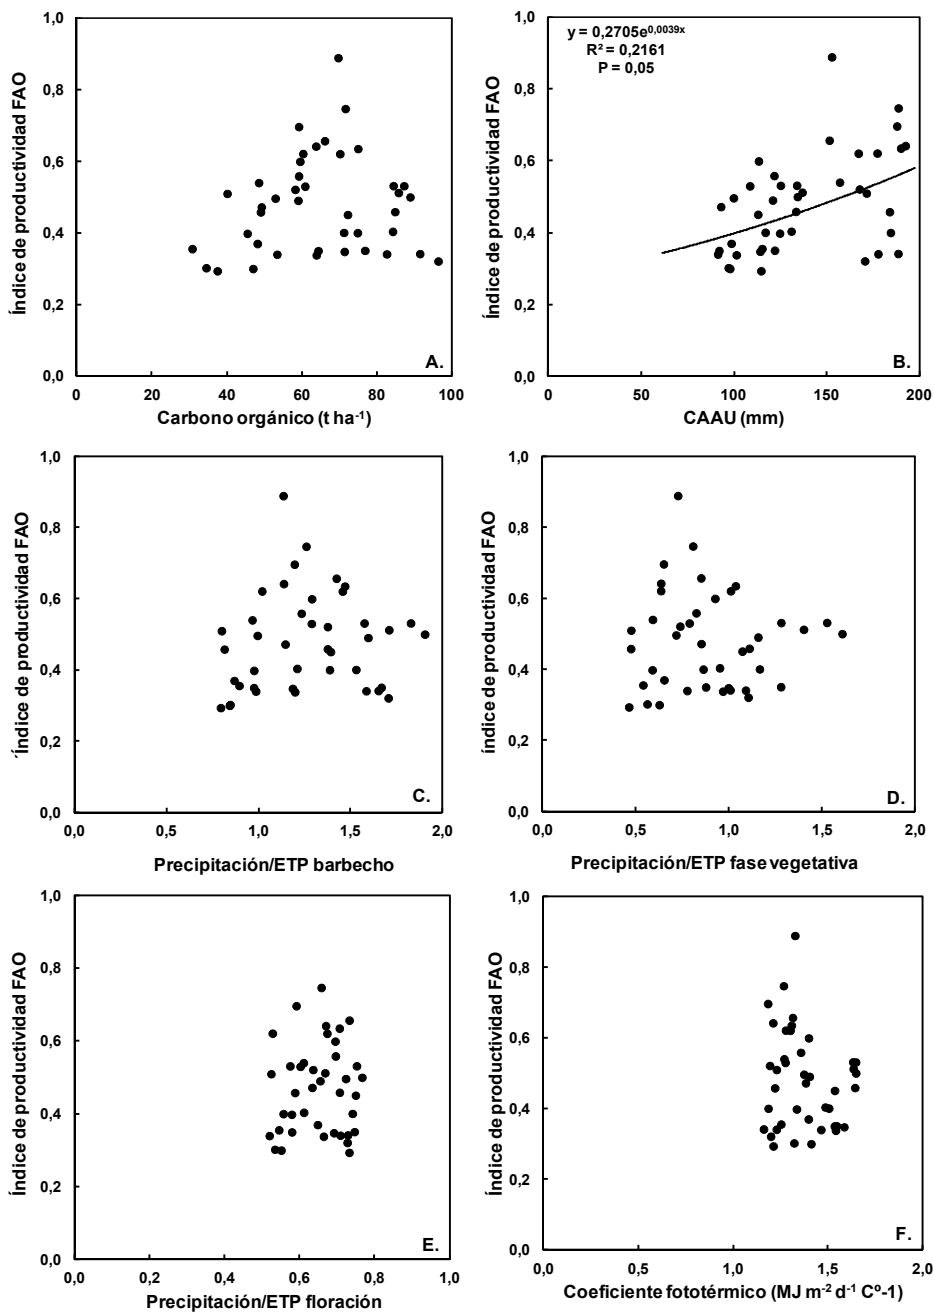 1,0
0,8
0,6
0,4
0,2
0,0
Índice de productividad FAO
0 20 40 60 80 100
Carbono orgánico (t ha⁻¹)
A.
y = 0,2705e⁰,⁰⁰³⁹ˣ
R² = 0,2161
P = 0,05
1,0
0,8
0,6
0,4
0,2
0,0
Índice de productividad FAO
0 50 100 150 200
CAAU (mm)
B.
1,0
0,8
0,6
0,4
0,2
0,0
´Índice de productividad FAO
0,0 0,5 1,0 1,5 2,0
Precipitación/ETP barbecho
C.
1,0
0,8
0,6
0,4
0,2
0,0
índice de productividad FAO
0,0 0,5 1,0 1,5 2,0
Precipitación/ETP fase vegetativa
D.
1,0
0,8
0,6
0,4
0,2
0,0
Índice de productividad FAO
0,0 0,2 0,4 0,6 0,8 1,0
Precipitación/ETP floración
E.
1,0
0,8
0,6
0,4
0,2
0,0
Índice de productividad FAO
0,0 0,5 1,0 1,5 2,0
Coeficiente fototérmico (MJ m⁻² d⁻¹ Cº-1)
F.